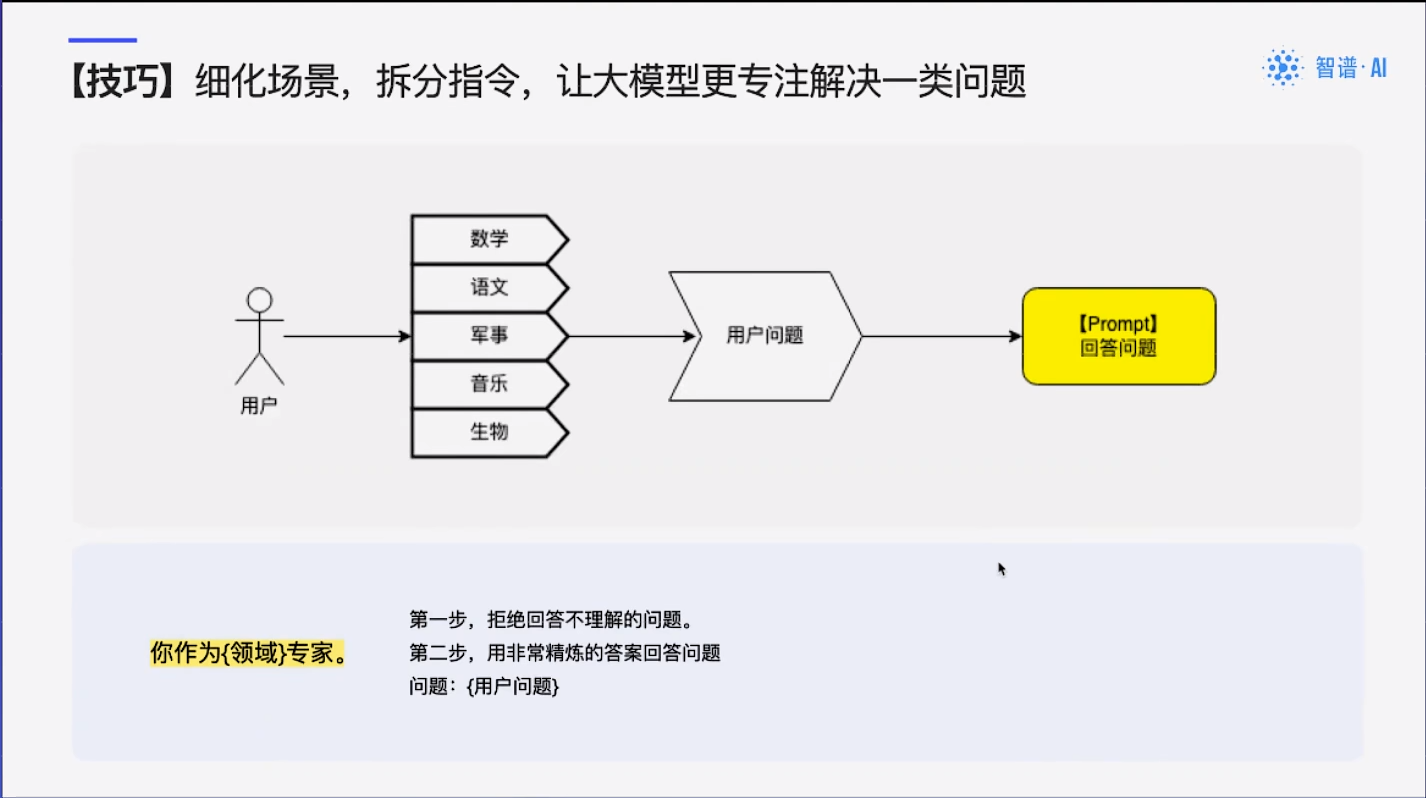 【技巧】细化场景，拆分指令，让大模型更专注解决一类问题
智谱·AI
数学
语文
军事
音乐
生物
用户
用户问题
【Prompt】
回答问题
你作为{领域}专家。
第一步，拒绝回答不理解的问题。
第二步，用非常精炼的答案回答问题
问题：{用户问题}